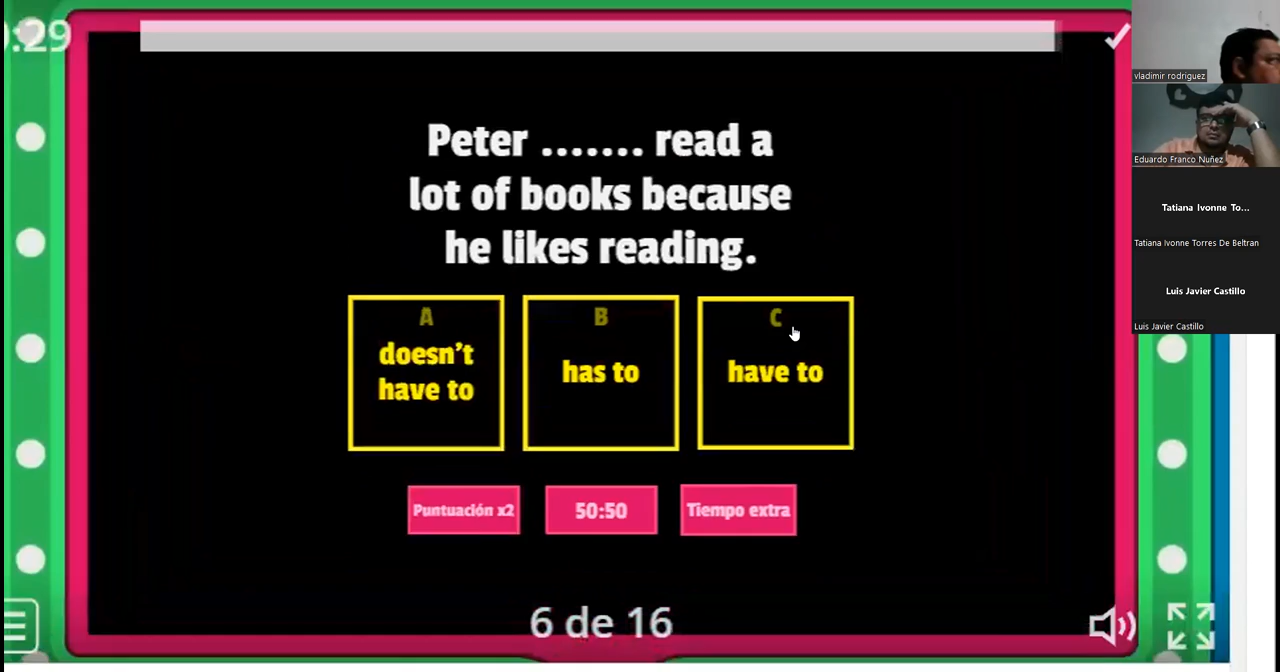 :29
Peter ....... read a
lot of books because
he likes reading.
A
doesn't
have to
B
has to
C
have to
Puntuación x2
50:50
Tiempo extra
6 de 16
vladimir rodriguez
Eduardo Franco Nuñez
Tatiana Ivonne To...
Tatiana Ivonne Torres De Beltran
Luis Javier Castillo
Luis Javier Castillo